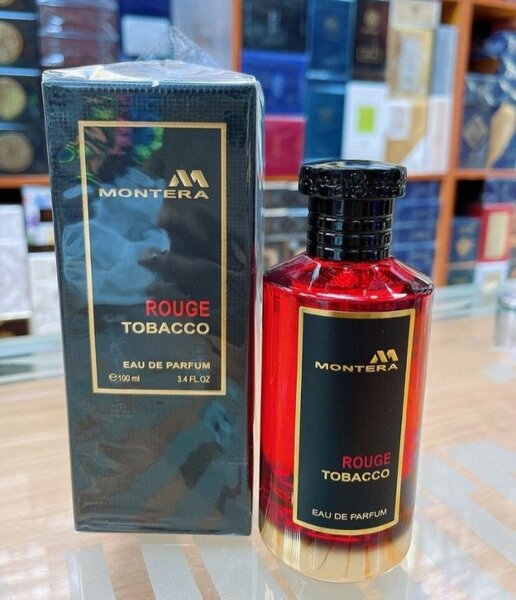 MONTERA
ROUGE
TOBACCO
EAU DE PARFUM
℮100 ml 3.4 FL.OZ
MONTERA
ROUGE
TOBACCO
EAU DE PARFUM